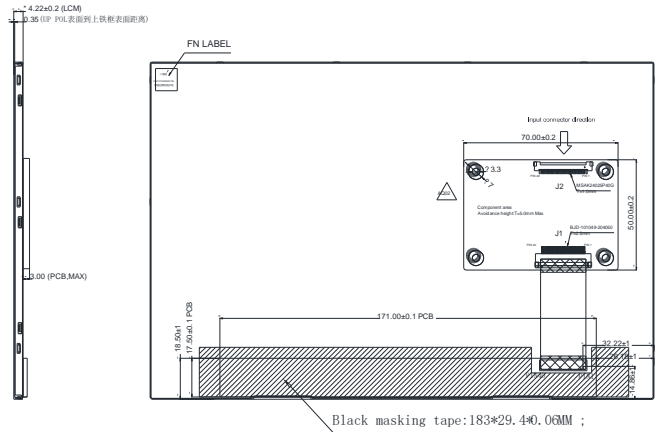 * 4.22±0.2 (LCM)
0.35(UP POL表面到上铁框表面距离)
FN LABEL
Input connector direction
70.00±0.2
3.3
J2
MSAK24025P40G
Component area
Avoidance height:T=5.0mm Max
J1
50.00±0.2
3.00 (PCB,MAX)
171.00±0.1 PCB
18.50±1
17.50±0.1 PCB
32.22±1
14.86±1
Black masking tape:183*29.4*0.06MM ;